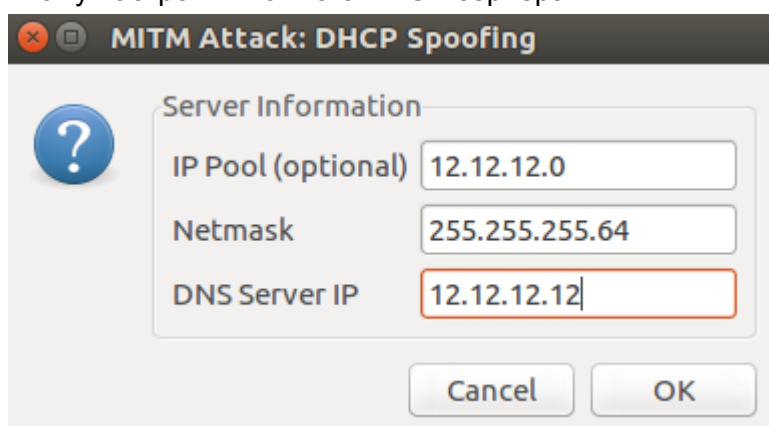 MITM Attack: DHCP Spoofing
Server Information
IP Pool (optional) 12.12.12.0
Netmask 255.255.255.64
DNS Server IP 12.12.12.12
Cancel OK